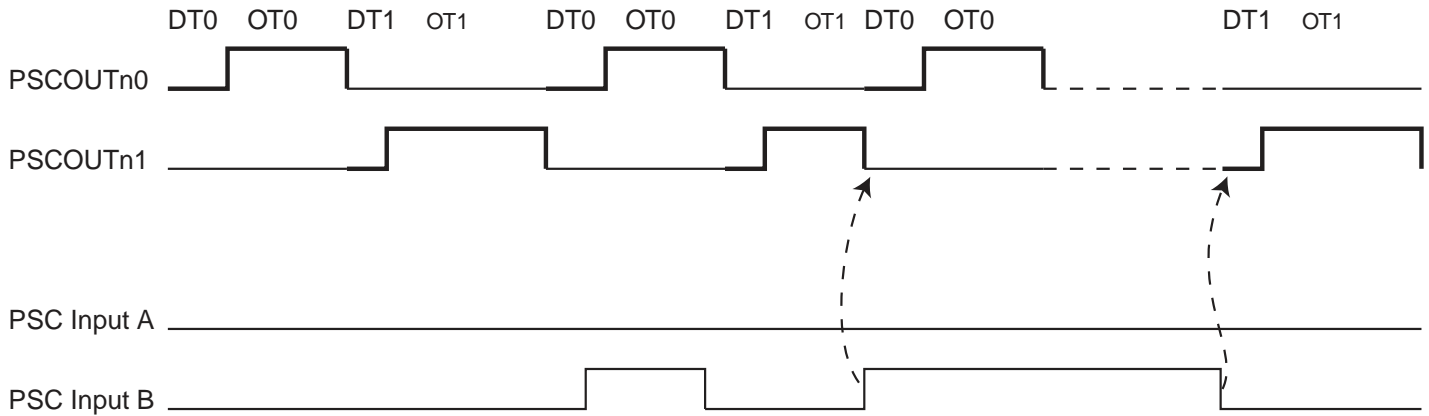 DT0 OT0 DT1 OT1 DT0 OT0 DT1 OT1 DT0 OT0 DT1 OT1
PSCOUTn0
PSCOUTn1
PSC Input A
PSC Input B